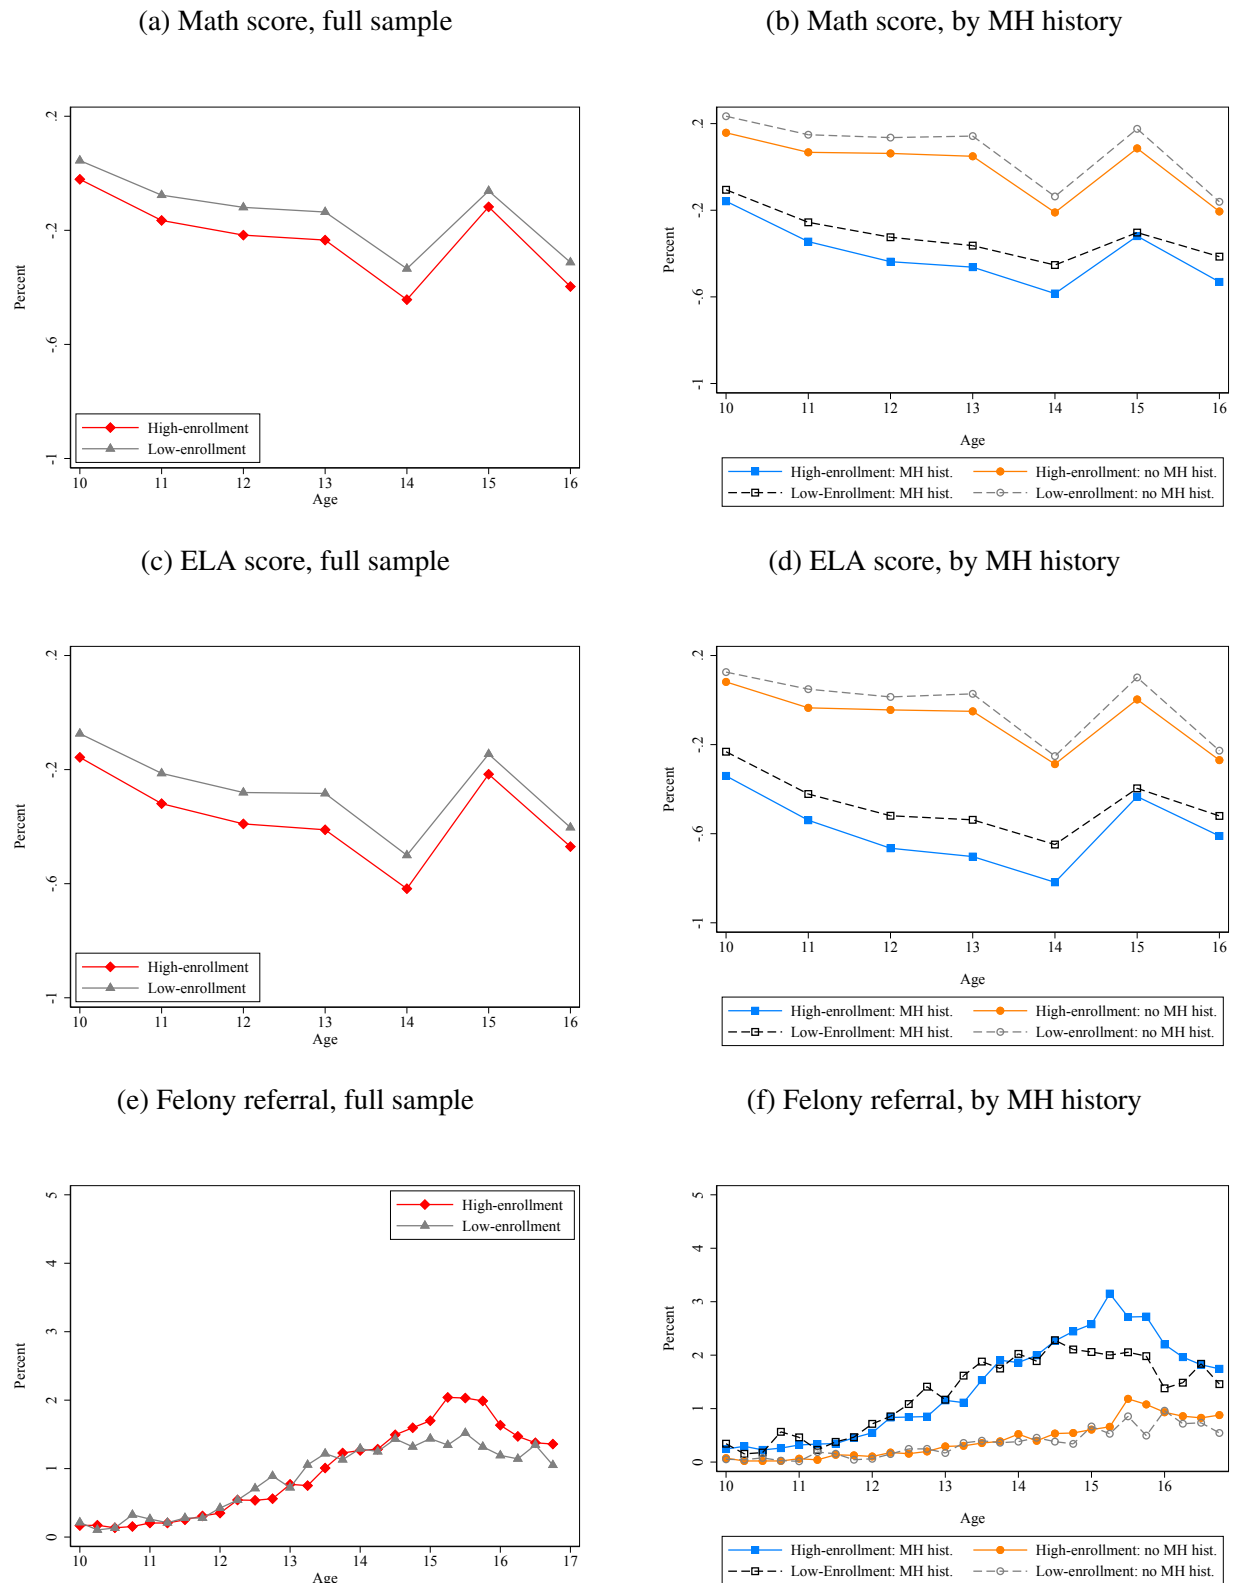 (a) Math score, full sample
.2
-.2
-.6
-1
Percent
High-enrollment
Low-enrollment
10 11 12 13 14 15 16
Age
(b) Math score, by MH history
.2
-.2
-.6
-1
Percent
10 11 12 13 14 15 16
Age
High-enrollment: MH hist. High-enrollment: no MH hist.
Low-Enrollment: MH hist. Low-enrollment: no MH hist.
(c) ELA score, full sample
.2
-.2
-.6
-1
Percent
High-enrollment
Low-enrollment
10 11 12 13 14 15 16
Age
(d) ELA score, by MH history
.2
-.2
-.6
-1
Percent
10 11 12 13 14 15 16
Age
High-enrollment: MH hist. High-enrollment: no MH hist.
Low-Enrollment: MH hist. Low-enrollment: no MH hist.
(e) Felony referral, full sample
5
4
3
2
1
0
Percent
High-enrollment
Low-enrollment
10 11 12 13 14 15 16 17
Age
(f) Felony referral, by MH history
5
4
3
2
1
0
Percent
10 11 12 13 14 15 16
Age
High-enrollment: MH hist. High-enrollment: no MH hist.
Low-Enrollment: MH hist. Low-enrollment: no MH hist.